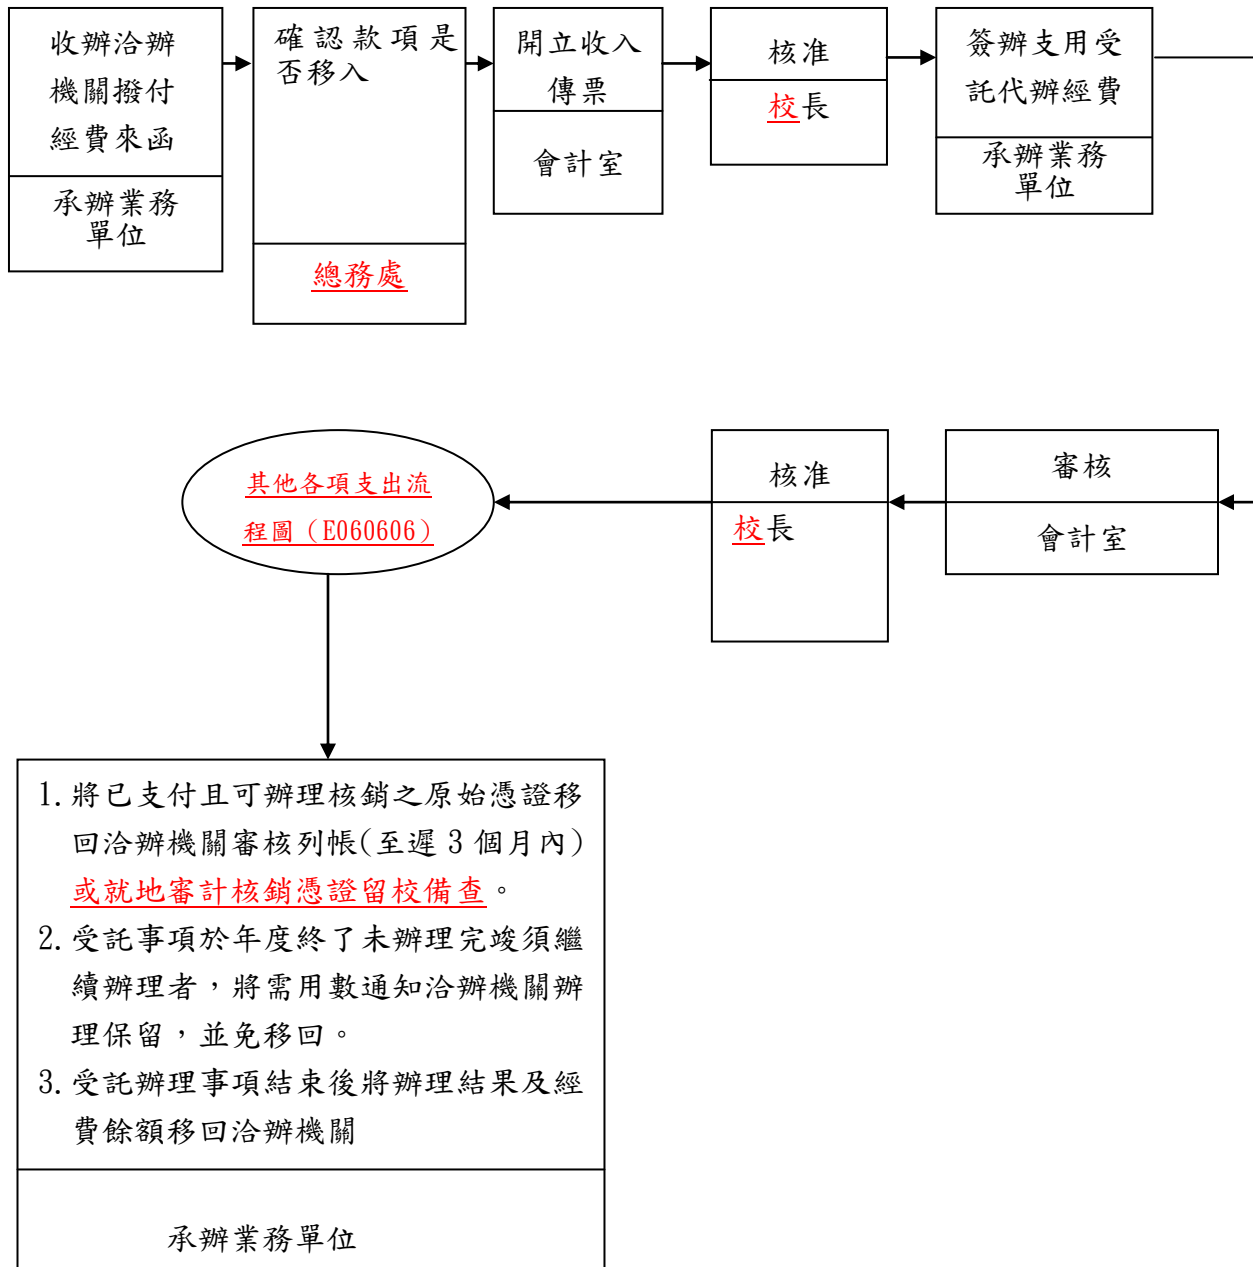 收辦洽辦
機關撥付
經費來函
承辦業務
單位
確認款項是
否移入
總務處
開立收入
傳票
會計室
核准
校長
簽辦支用受
託代辦經費
承辦業務
單位
審核
會計室
核准
校長
其他各項支出流
程圖（E060606）
1. 將已支付且可辦理核銷之原始憑證移
回洽辦機關審核列帳(至遲 3 個月內)
或就地審計核銷憑證留校備查。
2. 受託事項於年度終了未辦理完竣須繼
續辦理者，將需用數通知洽辦機關辦
理保留，並免移回。
3. 受託辦理事項結束後將辦理結果及經
費餘額移回洽辦機關
承辦業務單位